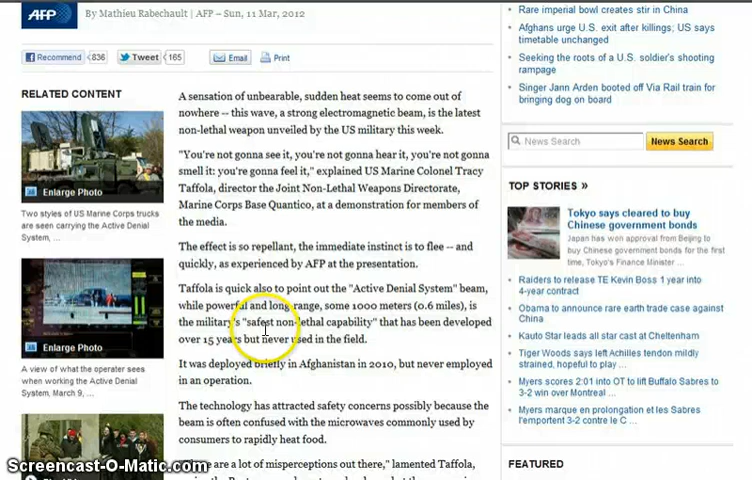 AFP
By Mathieu Rabechault | AFP – Sun, 11 Mar, 2012
Recommend 836 Tweet 165 Email Print
RELATED CONTENT
Enlarge Photo
Two styles of US Marine Corps trucks
are seen carrying the Active Denial
System, ...
Enlarge Photo
A view of what the operator sees
when working the Active Denial
System, March 9, ...
A sensation of unbearable, sudden heat seems to come out of
nowhere -- this wave, a strong electromagnetic beam, is the latest
non-lethal weapon unveiled by the US military this week.
"You're not gonna see it, you're not gonna hear it, you're not gonna
smell it: you're gonna feel it," explained US Marine Colonel Tracy
Taffola, director the Joint Non-Lethal Weapons Directorate,
Marine Corps Base Quantico, at a demonstration for members of
the media.
The effect is so repellant, the immediate instinct is to flee -- and
quickly, as experienced by AFP at the presentation.
Taffola is quick also to point out the "Active Denial System" beam,
while powerful and long-range, some 1000 meters (0.6 miles), is
the military's "safest non-lethal capability" that has been developed
over 15 years but never used in the field.
It was deployed briefly in Afghanistan in 2010, but never employed
in an operation.
The technology has attracted safety concerns possibly because the
beam is often confused with the microwaves commonly used by
consumers to rapidly heat food.
"There are a lot of misperceptions out there," lamented Taffola,
Rare imperial bowl creates stir in China
Afghans urge U.S. exit after killings; US says
timetable unchanged
Seeking the roots of a U.S. soldier's shooting
rampage
Singer Jann Arden booted off Via Rail train for
bringing dog on board
News Search News Search
TOP STORIES »
Tokyo says cleared to buy
Chinese government bonds
Japan has won approval from Beijing to
buy Chinese government bonds for the first
time, Tokyo's Finance Minister ...
Raiders to release TE Kevin Boss 1 year into
4-year contract
Obama to announce rare earth trade case against
China
Kauto Star leads all star cast at Cheltenham
Tiger Woods says left Achilles tendon mildly
strained, hopeful to play ...
Myers scores 2:01 into OT to lift Buffalo Sabres to
3-2 win over Montreal ...
Myers marque en prolongation et les Sabres
l'emportent 3-2 contre le C ...
FEATURED
Screencast-O-Matic.com